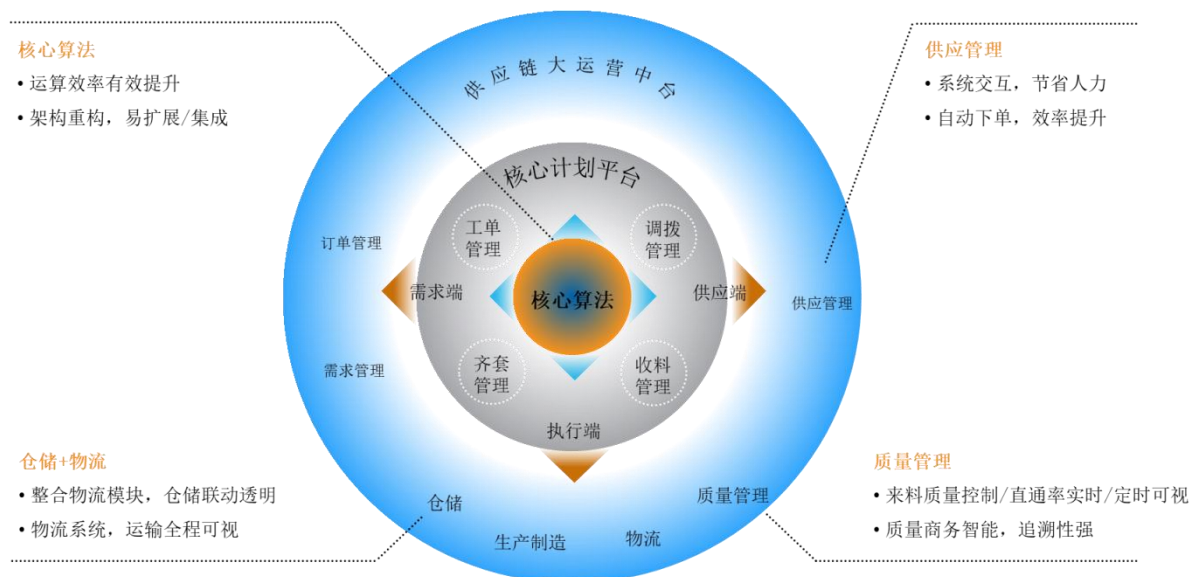 核心算法
• 运算效率有效提升
• 架构重构，易扩展/集成
供应管理
• 系统交互，节省人力
• 自动下单，效率提升
供应链大运营中台
核心计划平台
工单
管理
调拨
管理
订单管理
需求端
核心算法
供应端
供应管理
需求管理
齐套
管理
收料
管理
执行端
仓储+物流
• 整合物流模块，仓储联动透明
• 物流系统，运输全程可视
质量管理
• 来料质量控制/直通率实时/定时可视
• 质量商务智能，追溯性强
仓储
生产制造
物流
质量管理